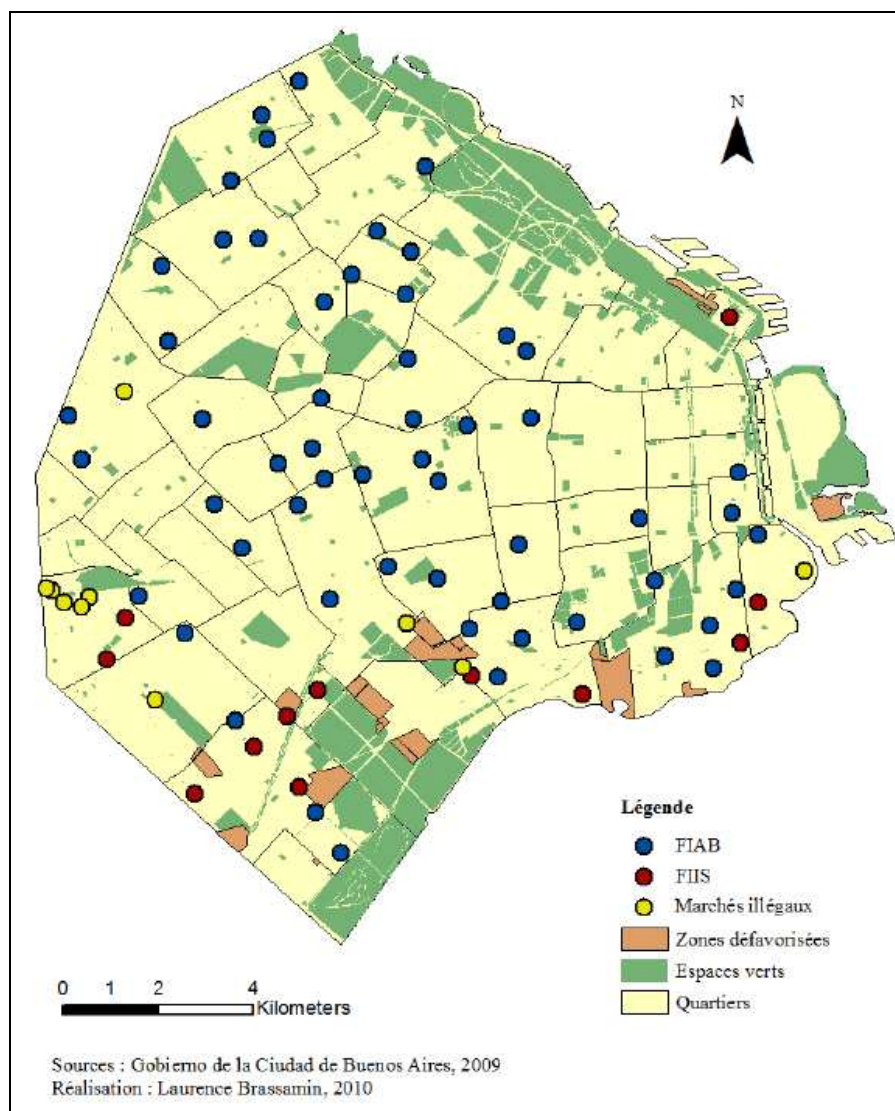 N
Légende
FIAB
FIIS
Marchés illégaux
Zones défavorisées
Espaces verts
Quartiers
0 1 2 4
Kilometers
Sources : Gobierno de la Ciudad de Buenos Aires, 2009
Réalisation : Laurence Brassamin, 2010